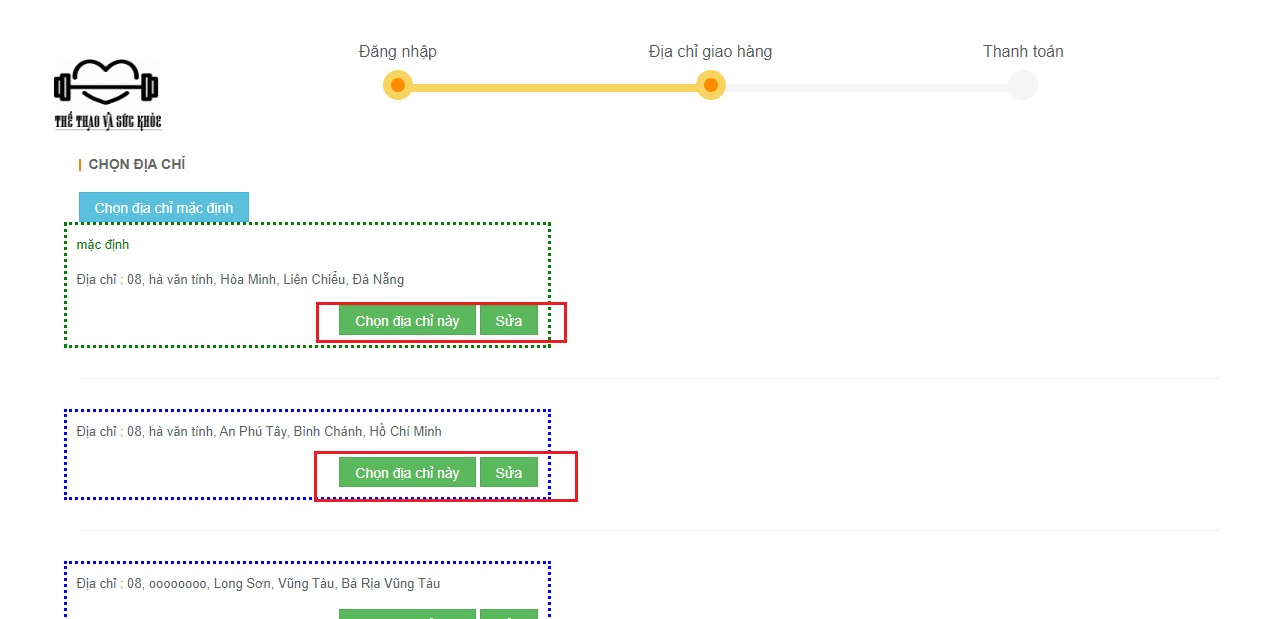 Đăng nhập
Địa chỉ giao hàng
Thanh toán
THỂ THAO VÀ SỨC KHỎE
CHỌN ĐỊA CHỈ
Chọn địa chỉ mặc định
mặc định
Địa chỉ : 08, hà văn tính, Hòa Minh, Liên Chiểu, Đà Nẵng
Chọn địa chỉ này Sửa
Địa chỉ : 08, hà văn tính, An Phú Tây, Bình Chánh, Hồ Chí Minh
Chọn địa chỉ này Sửa
Địa chỉ : 08, oooooooo, Long Sơn, Vũng Tàu, Bà Rịa Vũng Tàu